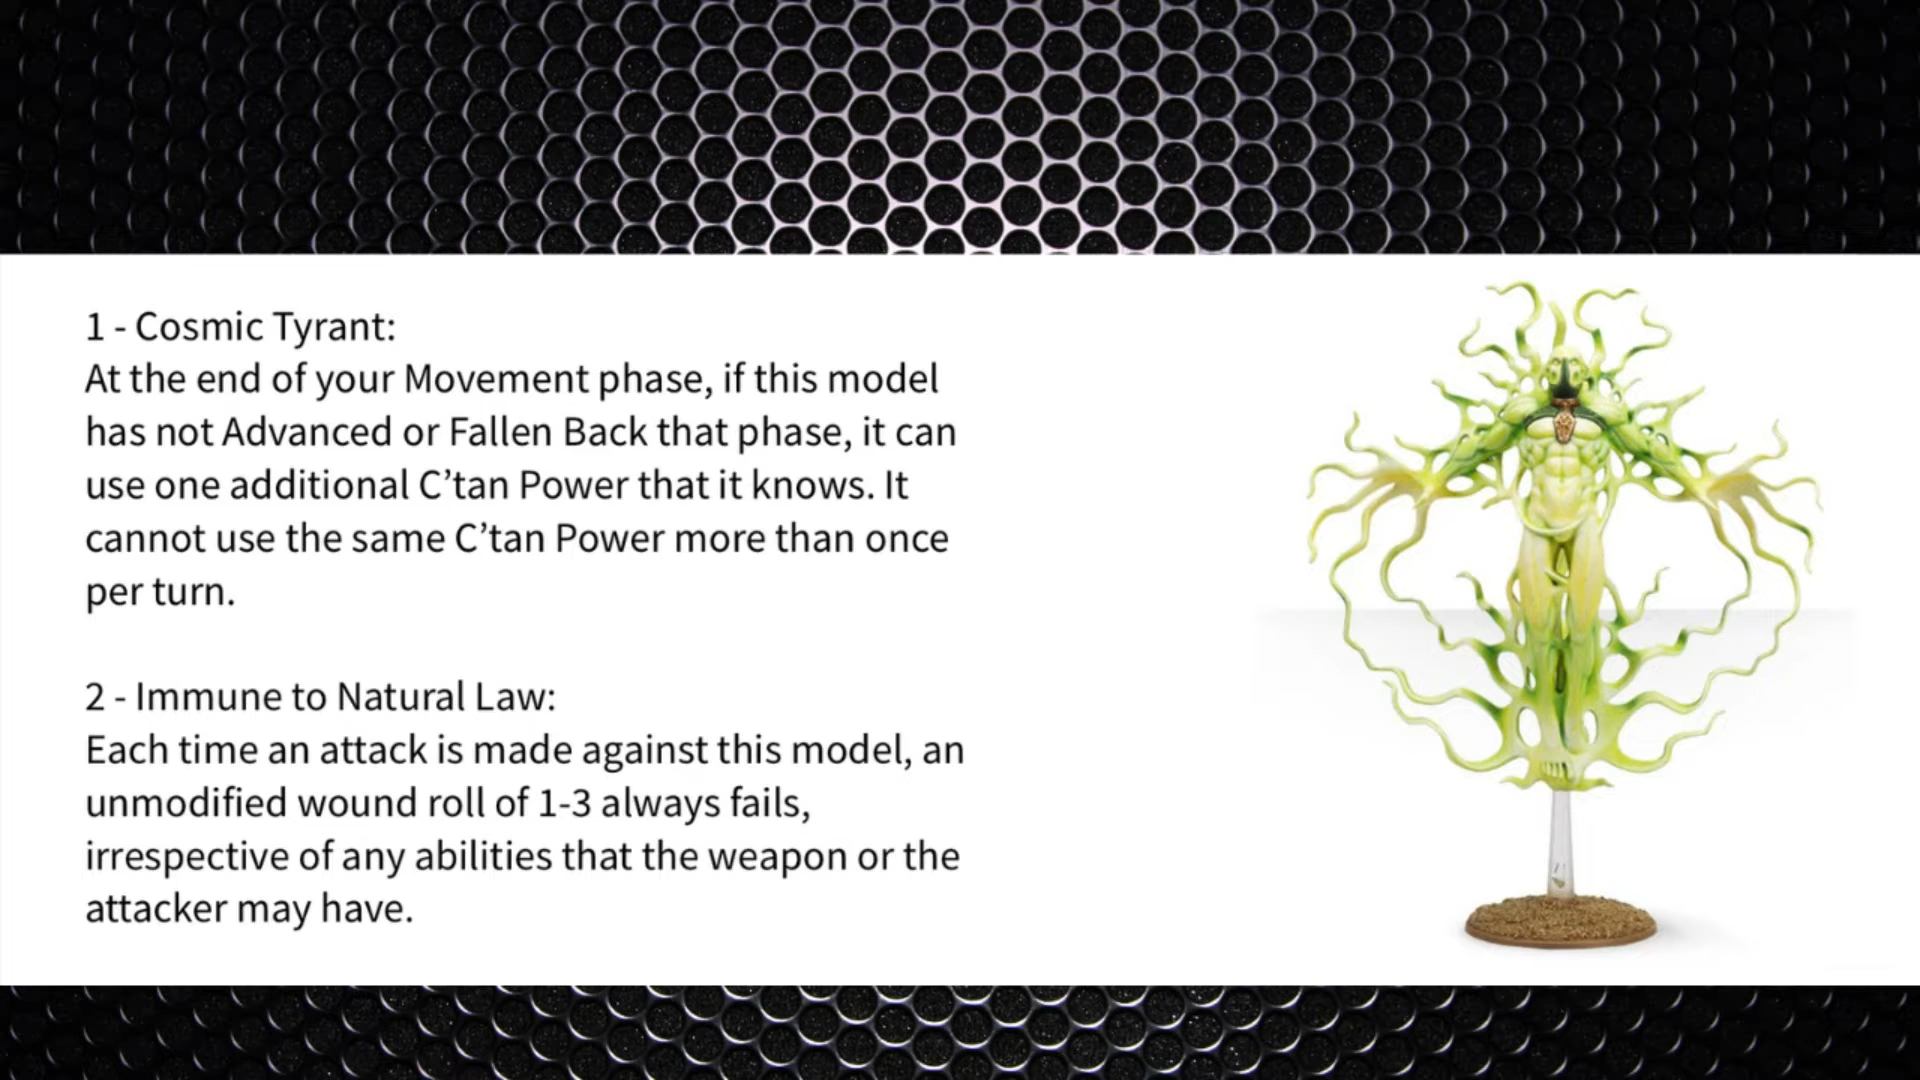 1 - Cosmic Tyrant:
At the end of your Movement phase, if this model
has not Advanced or Fallen Back that phase, it can
use one additional C’tan Power that it knows. It
cannot use the same C’tan Power more than once
per turn.
2 - Immune to Natural Law:
Each time an attack is made against this model, an
unmodified wound roll of 1-3 always fails,
irrespective of any abilities that the weapon or the
attacker may have.